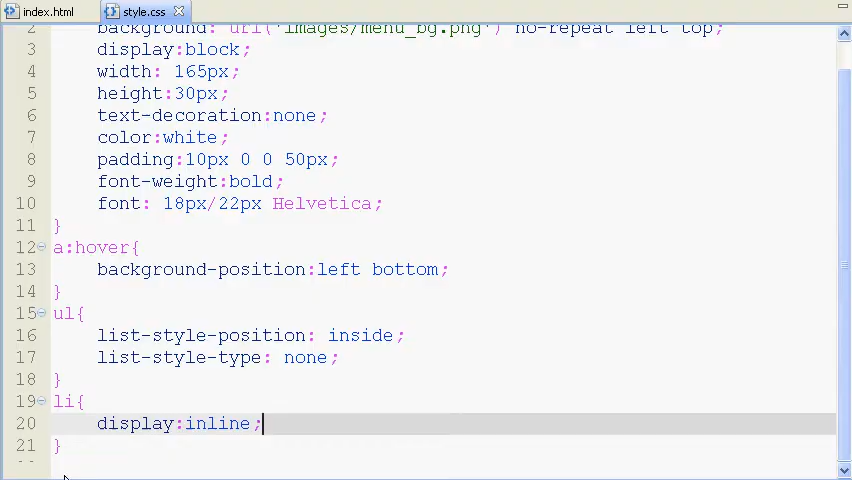 index.html style.css
2 background: url('images/menu_bg.png') no-repeat left top;
3 display:block;
4 width: 165px;
5 height:30px;
6 text-decoration:none;
7 color:white;
8 padding:10px 0 0 50px;
9 font-weight:bold;
10 font: 18px/22px Helvetica;
11 }
12 a:hover{
13 background-position:left bottom;
14 }
15 ul{
16 list-style-position: inside;
17 list-style-type: none;
18 }
19 li{
20 display:inline;
21 }